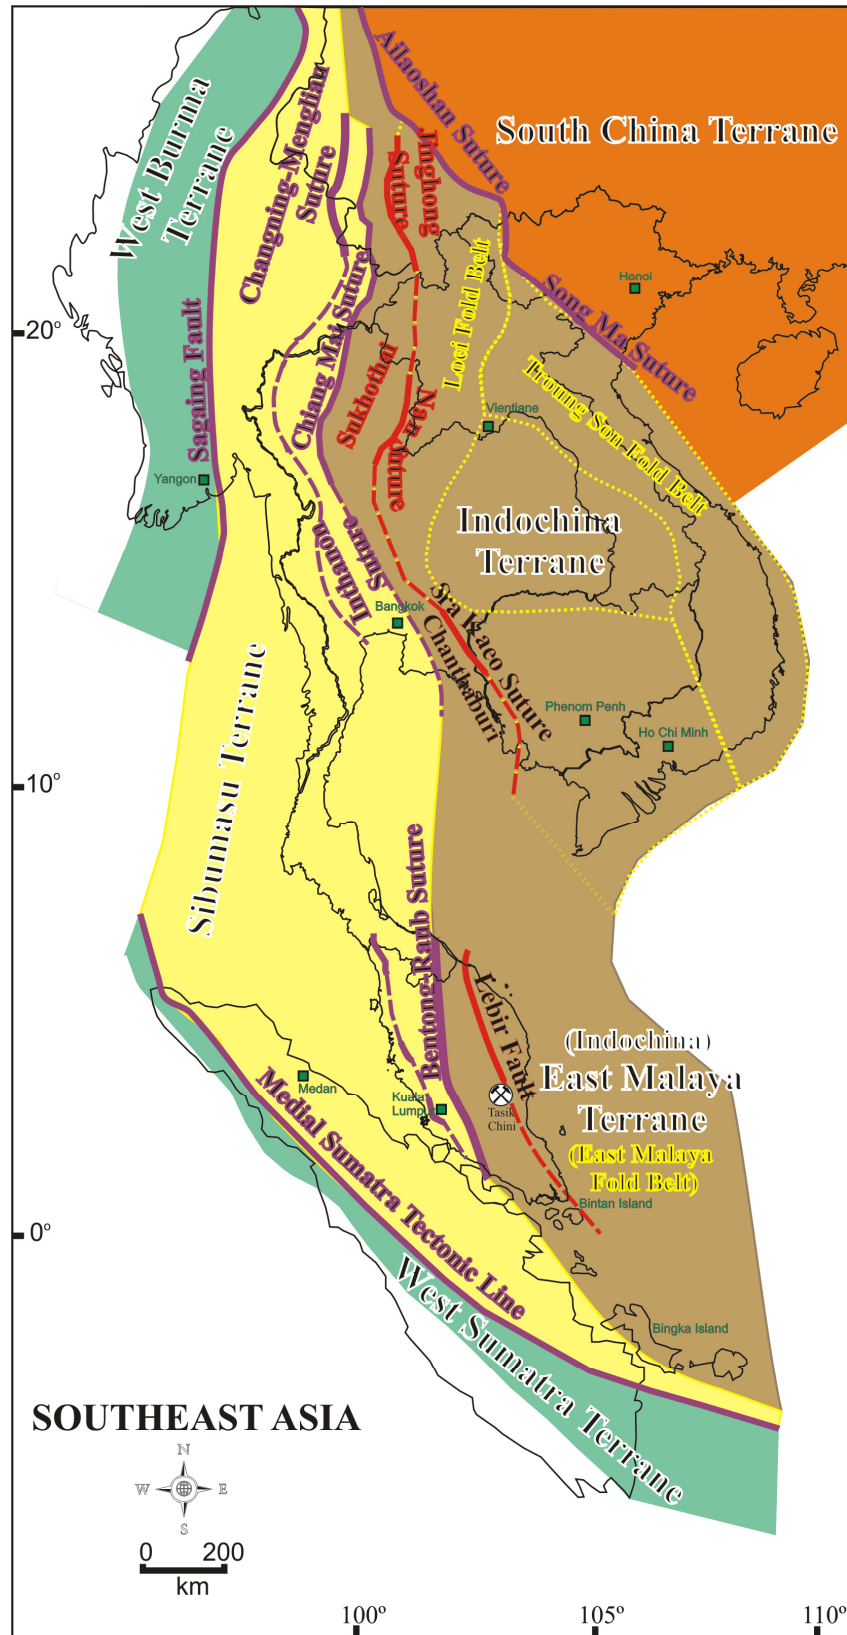 Ailaoshan Suture
South China Terrane
West Burma
Terrane
Changning-Mengliau
Suture
Jinghong
Suture
Hanoi
Song Ma Suture
Loei Fold Belt
20°
Sagaing Fault
Chiang Mai Suture
Sukhothai
Nan Suture
Troung Son Fold Belt
Vientiane
Yangon
Indochina
Terrane
Inthanon
Suture
Bangkok
Sra Kaeo Suture
Chanthaburi
Phenom Penh
Ho Chi Minh
Sibumasu Terrane
10°
Bentong-Raub Suture
Lebir Fault
(Indochina)
East Malaya
Terrane
(East Malaya
Fold Belt)
Medan
Kuala
Lumpur
Tasik
Chini
Bintan Island
Medial Sumatra Tectonic Line
0°
West Sumatra Terrane
Bingka Island
SOUTHEAST ASIA
N
W E
S
0 200
km
100° 105° 110°